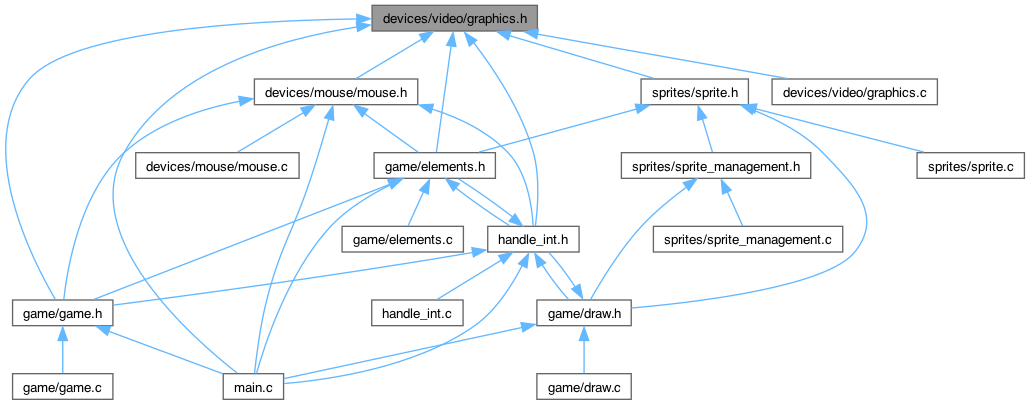 devices/video/graphics.h
devices/mouse/mouse.h
sprites/sprite.h
devices/video/graphics.c
devices/mouse/mouse.c
game/elements.h
sprites/sprite_management.h
sprites/sprite.c
game/elements.c
handle_int.h
sprites/sprite_management.c
game/game.h
handle_int.c
game/draw.h
game/game.c
main.c
game/draw.c